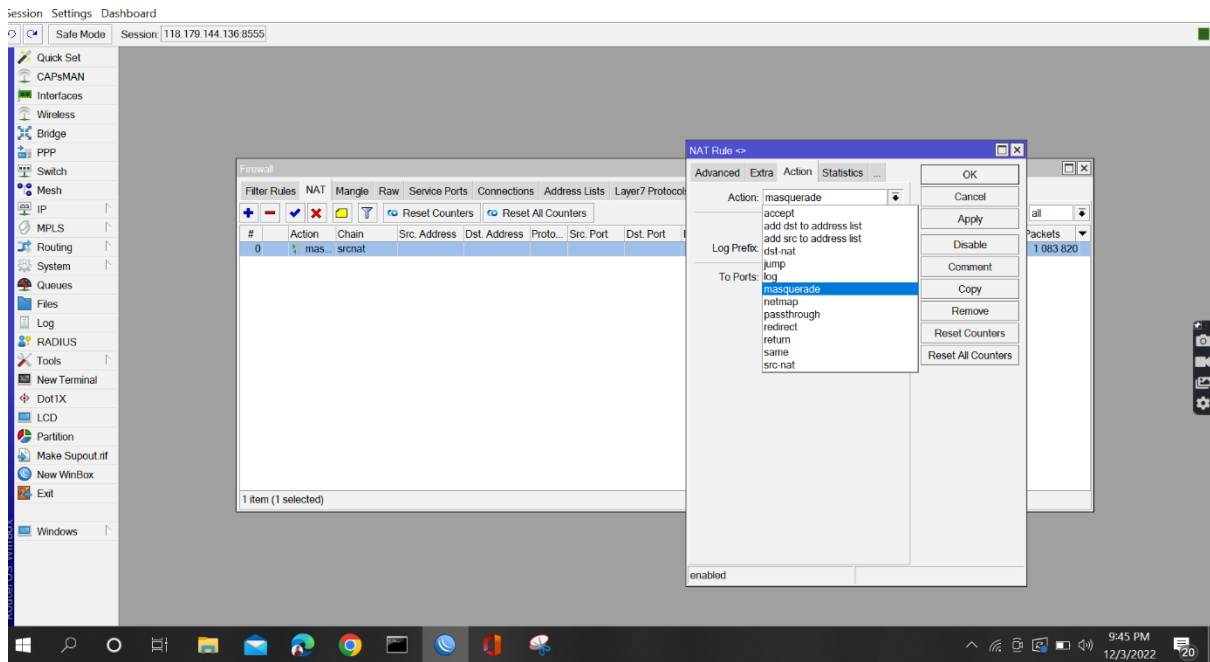 Session Settings Dashboard
Safe Mode Session: 118.179.144.136:8555
Quick Set
CAPsMAN
Interfaces
Wireless
Bridge
PPP
Switch
Mesh
IP
MPLS
Routing
System
Queues
Files
Log
RADIUS
Tools
New Terminal
Dot1X
LCD
Partition
Make Supout.rif
New WinBox
Exit
Windows
RouterOS WinBox
Firewall
Filter Rules NAT Mangle Raw Service Ports Connections Address Lists Layer7 Protocols
Reset Counters Reset All Counters all
# Action Chain Src. Address Dst. Address Proto... Src. Port Dst. Port Packets
0 mas... srcnat 1 083 820
1 item (1 selected)
NAT Rule <>
Advanced Extra Action Statistics ...
Action: masquerade
accept
add dst to address list
add src to address list
Log Prefix: dst-nat
jump
To Ports: log
masquerade
netmap
passthrough
redirect
return
same
src-nat
OK
Cancel
Apply
Disable
Comment
Copy
Remove
Reset Counters
Reset All Counters
enabled
9:45 PM
12/3/2022
20